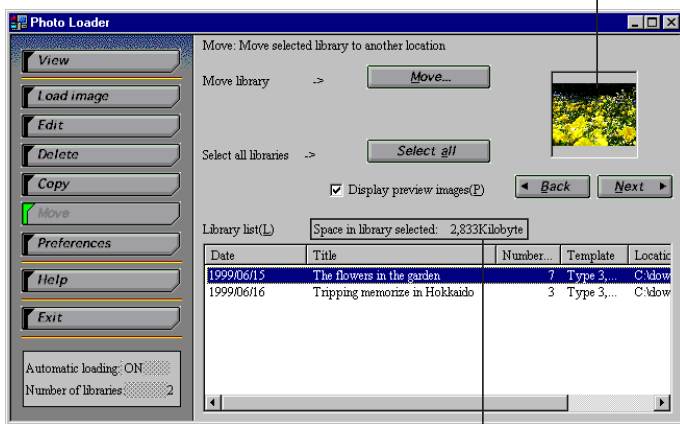 Photo Loader
View
Load image
Edit
Delete
Copy
Move
Preferences
Help
Exit
Automatic loading: ON
Number of libraries: 2
Move: Move selected library to another location
Move library -> Move...
Select all libraries -> Select all
Display preview images(P)
Back Next
Library list(L) Space in library selected: 2,833Kilobyte
Date Title Number... Template Locatic
1999/06/15 The flowers in the garden 7 Type 3,... C:\dow
1999/06/16 Tripping memorize in Hokkaido 3 Type 3,... C:\dow